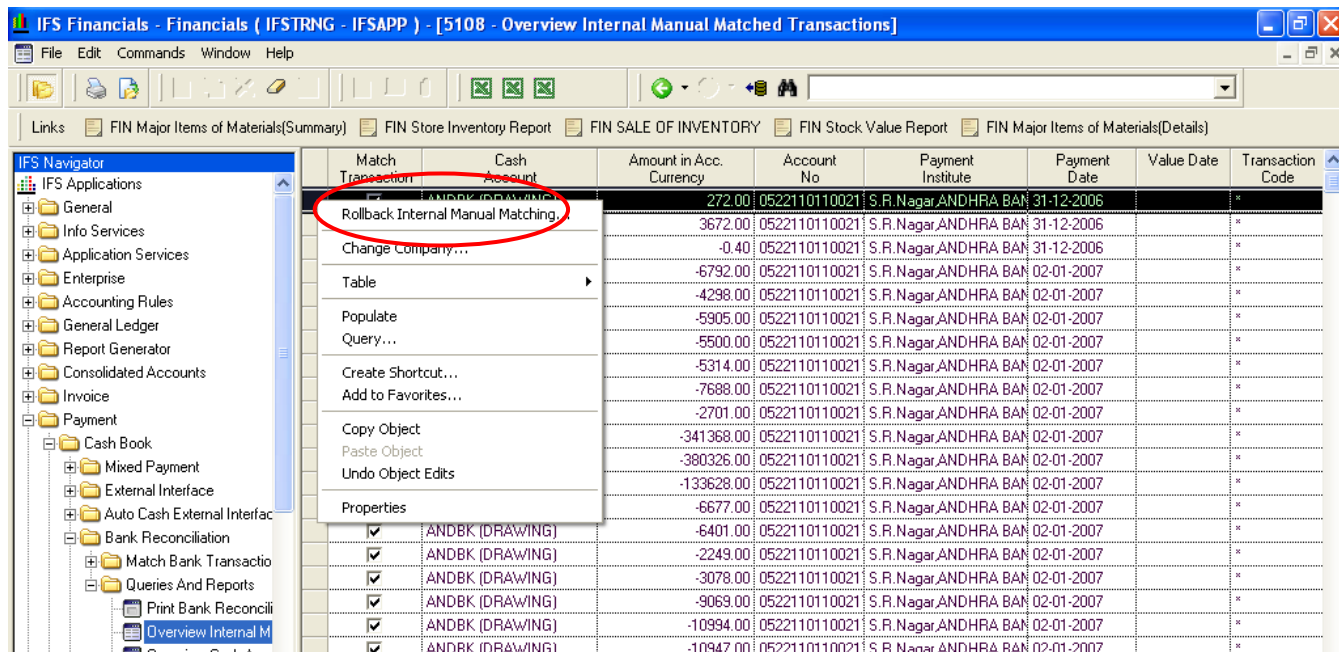 IFS Financials - Financials ( IFSTRNG - IFSAPP ) - [5108 - Overview Internal Manual Matched Transactions]
File Edit Commands Window Help
Links FIN Major Items of Materials(Summary) FIN Store Inventory Report FIN SALE OF INVENTORY FIN Stock Value Report FIN Major Items of Materials(Details)
IFS Navigator
IFS Applications
General
Info Services
Application Services
Enterprise
Accounting Rules
General Ledger
Report Generator
Consolidated Accounts
Invoice
Payment
Cash Book
Mixed Payment
External Interface
Auto Cash External Interfac
Bank Reconciliation
Match Bank Transactio
Queries And Reports
Print Bank Reconcili
Overview Internal M
Match Transaction Cash Account Amount in Acc. Currency Account No Payment Institute Payment Date Value Date Transaction Code
ANDBK (DRAWING) 272.00 0522110110021 S.R.Nagar,ANDHRA BAN 31-12-2006 *
3672.00 0522110110021 S.R.Nagar,ANDHRA BAN 31-12-2006 *
-0.40 0522110110021 S.R.Nagar,ANDHRA BAN 31-12-2006 *
-6792.00 0522110110021 S.R.Nagar,ANDHRA BAN 02-01-2007 *
-4298.00 0522110110021 S.R.Nagar,ANDHRA BAN 02-01-2007 *
-5905.00 0522110110021 S.R.Nagar,ANDHRA BAN 02-01-2007 *
-5500.00 0522110110021 S.R.Nagar,ANDHRA BAN 02-01-2007 *
-5314.00 0522110110021 S.R.Nagar,ANDHRA BAN 02-01-2007 *
-7688.00 0522110110021 S.R.Nagar,ANDHRA BAN 02-01-2007 *
-2701.00 0522110110021 S.R.Nagar,ANDHRA BAN 02-01-2007 *
-341368.00 0522110110021 S.R.Nagar,ANDHRA BAN 02-01-2007 *
-380326.00 0522110110021 S.R.Nagar,ANDHRA BAN 02-01-2007 *
-133628.00 0522110110021 S.R.Nagar,ANDHRA BAN 02-01-2007 *
-6677.00 0522110110021 S.R.Nagar,ANDHRA BAN 02-01-2007 *
ANDBK (DRAWING) -6401.00 0522110110021 S.R.Nagar,ANDHRA BAN 02-01-2007 *
ANDBK (DRAWING) -2249.00 0522110110021 S.R.Nagar,ANDHRA BAN 02-01-2007 *
ANDBK (DRAWING) -3078.00 0522110110021 S.R.Nagar,ANDHRA BAN 02-01-2007 *
ANDBK (DRAWING) -9069.00 0522110110021 S.R.Nagar,ANDHRA BAN 02-01-2007 *
ANDBK (DRAWING) -10994.00 0522110110021 S.R.Nagar,ANDHRA BAN 02-01-2007 *
ANDBK (DRAWING) -10947.00 0522110110021 S.R.Nagar,ANDHRA BAN 02-01-2007 *
Rollback Internal Manual Matching...
Change Company...
Table
Populate
Query...
Create Shortcut...
Add to Favorites...
Copy Object
Paste Object
Undo Object Edits
Properties